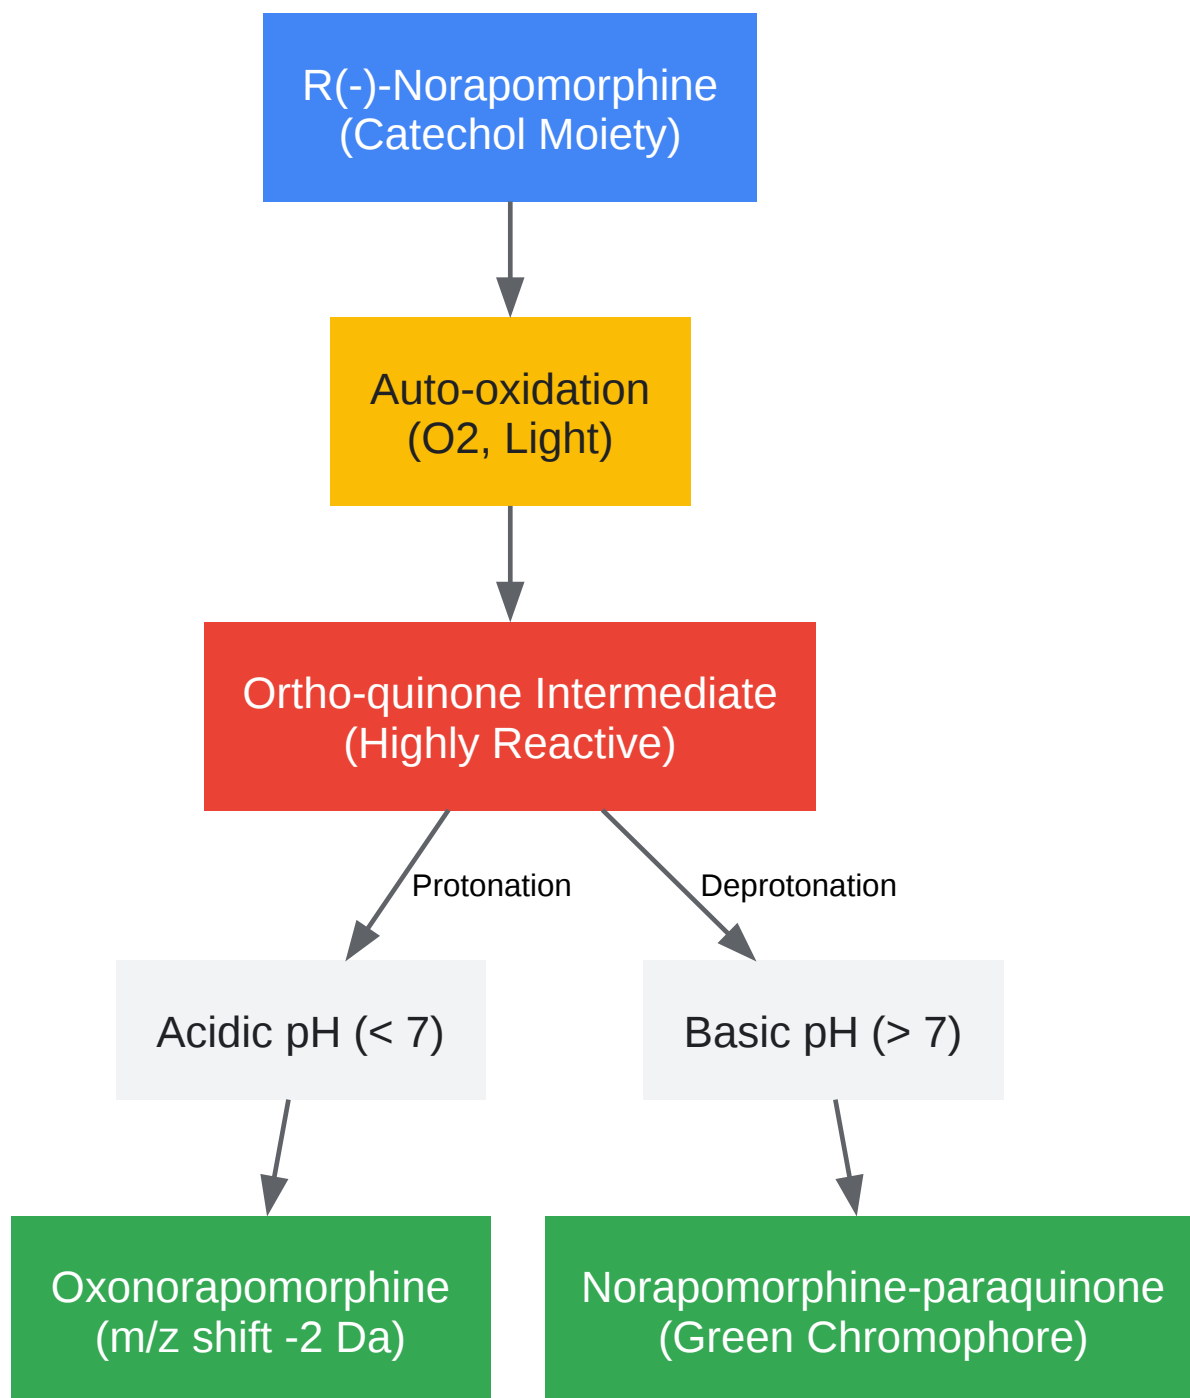 R(-)-Norapomorphine
(Catechol Moiety)
Auto-oxidation
(O2, Light)
Ortho-quinone Intermediate
(Highly Reactive)
Protonation
Deprotonation
Acidic pH (< 7)
Basic pH (> 7)
Oxonorapomorphine
(m/z shift -2 Da)
Norapomorphine-paraquinone
(Green Chromophore)